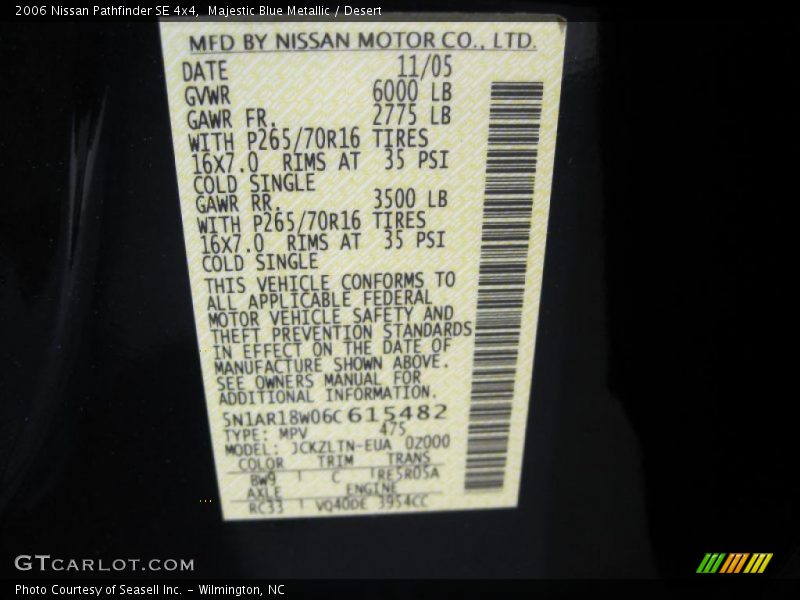 2006 Nissan Pathfinder SE 4x4,  Majestic Blue Metallic / Desert
MFD BY NISSAN MOTOR CO., LTD.
DATE 11/05
GVWR 6000 LB
GAWR FR. 2775 LB
WITH P265/70R16 TIRES
16X7.0 RIMS AT 35 PSI
COLD SINGLE
GAWR RR. 3500 LB
WITH P265/70R16 TIRES
16X7.0 RIMS AT 35 PSI
COLD SINGLE
THIS VEHICLE CONFORMS TO
ALL APPLICABLE FEDERAL
MOTOR VEHICLE SAFETY AND
THEFT PREVENTION STANDARDS
IN EFFECT ON THE DATE OF
MANUFACTURE SHOWN ABOVE.
SEE OWNERS MANUAL FOR
ADDITIONAL INFORMATION.
5N1AR18W06C615482
TYPE: MPV 475
MODEL: JCKZLTN-EUA 0Z000
COLOR TRIM TRANS
BW9 C RE5R05A
AXLE ENGINE
RC33 VQ40DE 3954CC
GTCARLOT.COM
Photo Courtesy of Seasell Inc. - Wilmington, NC